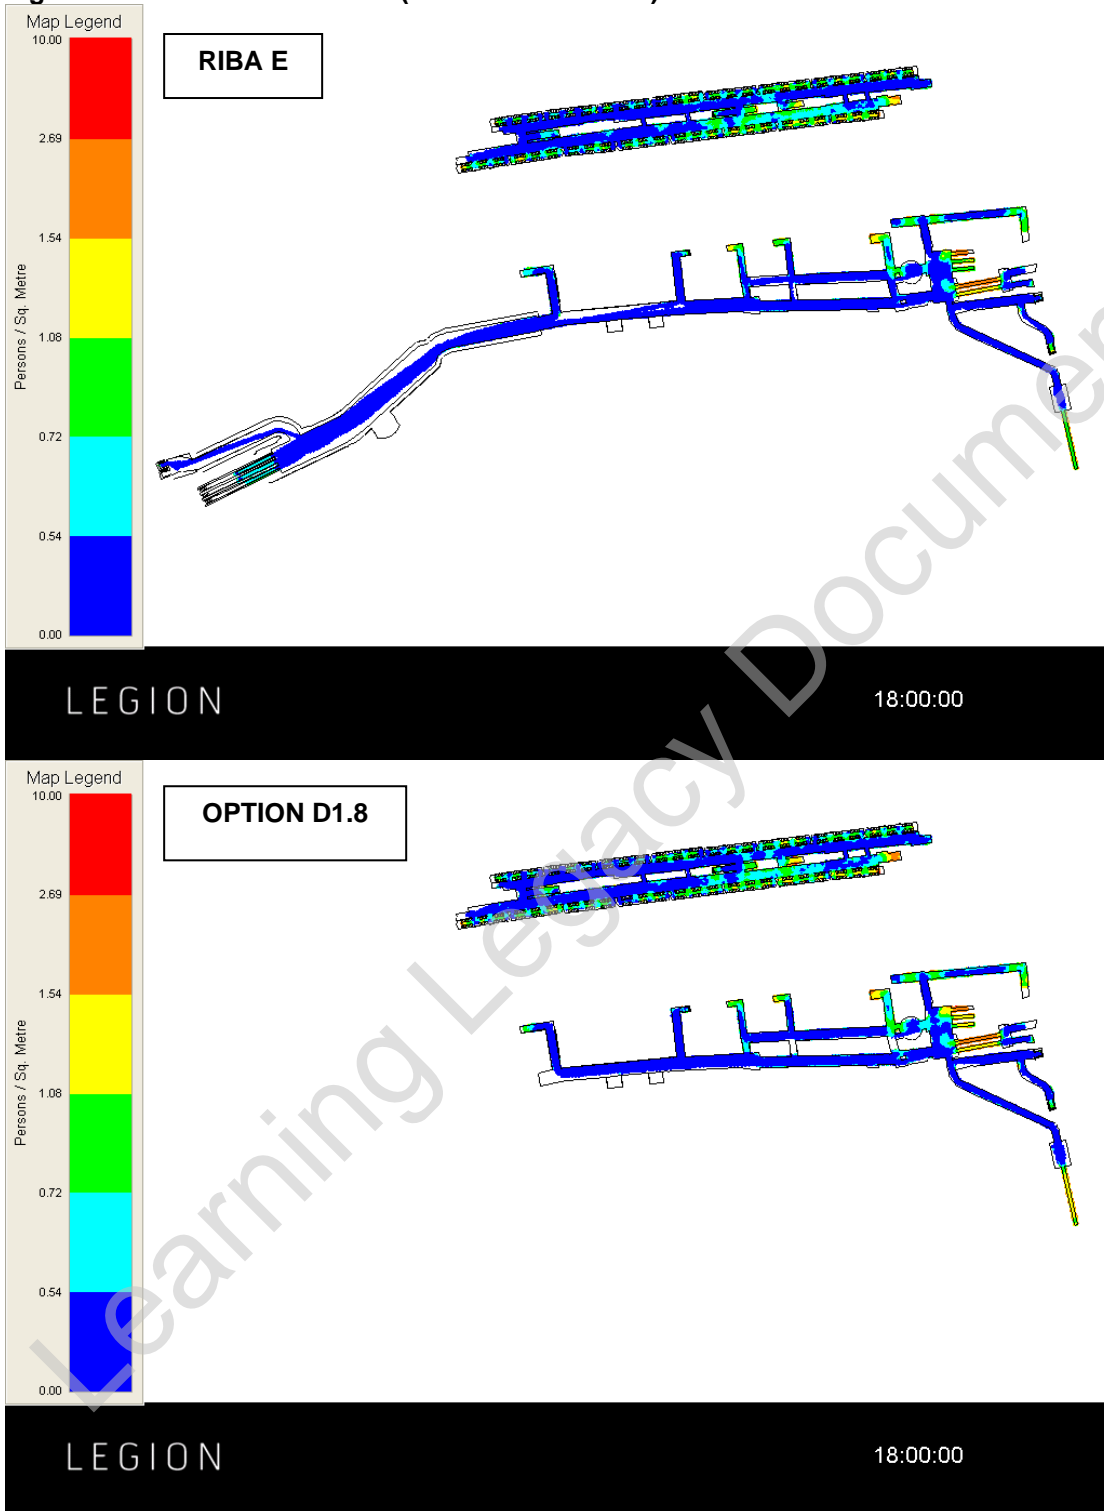 Map Legend
10.00
2.69
1.54
1.08
0.72
0.54
0.00
Persons / Sq. Metre
RIBA E
LEGION
18:00:00
Map Legend
10.00
2.69
1.54
1.08
0.72
0.54
0.00
Persons / Sq. Metre
OPTION D1.8
LEGION
18:00:00
Learning Legacy Documen